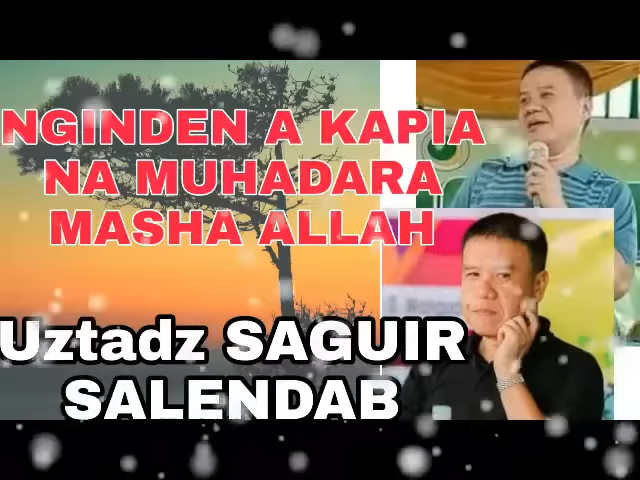 NGINDEN A KAPIA
NA MUHADARA
MASHA ALLAH
Uztadz SAGUIR
SALENDAB